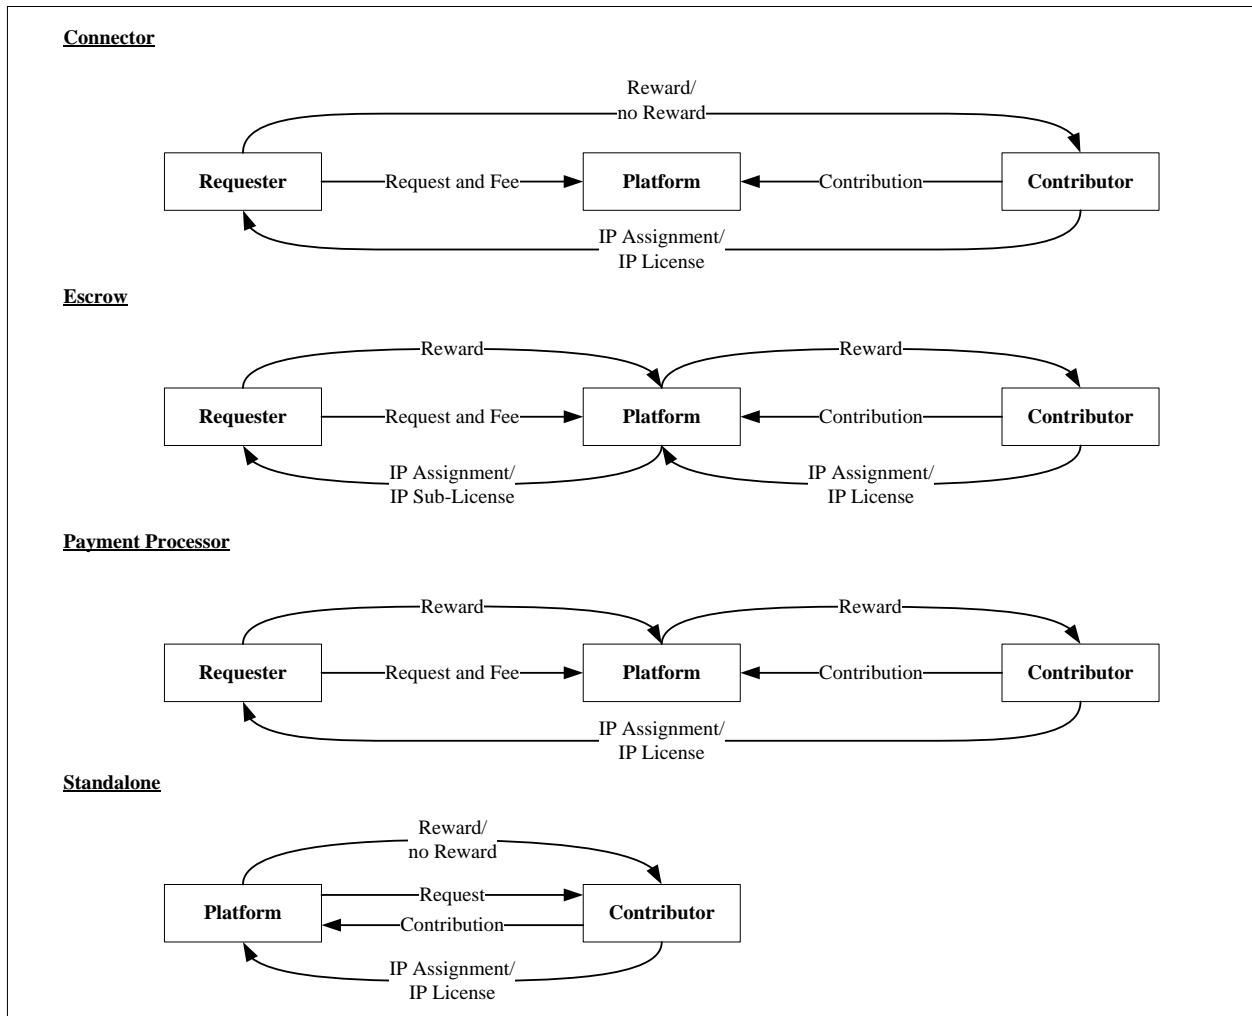 Connector
Reward/
no Reward
Requester
Request and Fee
Platform
Contribution
Contributor
IP Assignment/
IP License
Escrow
Reward
Reward
Requester
Request and Fee
Platform
Contribution
Contributor
IP Assignment/
IP Sub-License
IP Assignment/
IP License
Payment Processor
Reward
Reward
Requester
Request and Fee
Platform
Contribution
Contributor
IP Assignment/
IP License
Standalone
Reward/
no Reward
Platform
Request
Contribution
Contributor
IP Assignment/
IP License